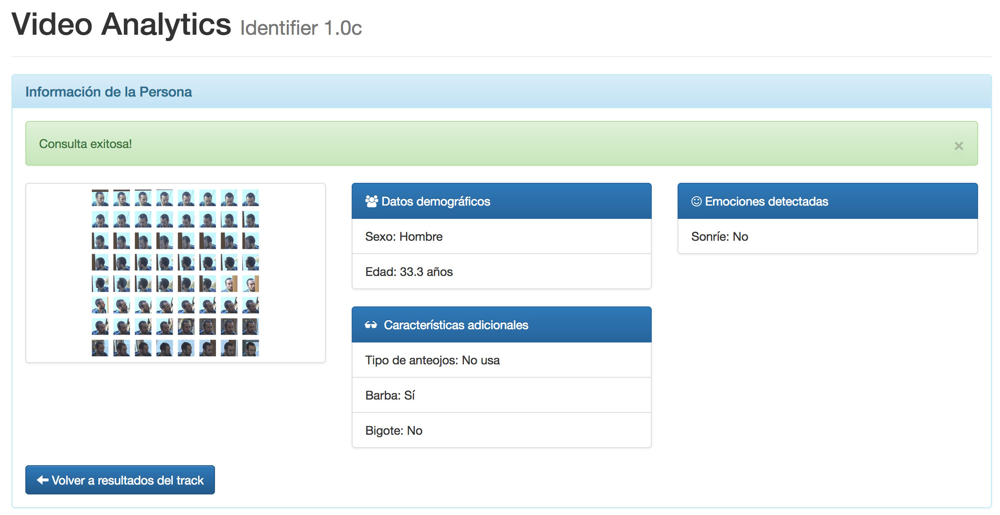 Video Analytics Identifier 1.0c
Información de la Persona
Consulta exitosa!
×
Datos demográficos
Sexo: Hombre
Edad: 33.3 años
Características adicionales
Tipo de anteojos: No usa
Barba: Sí
Bigote: No
Emociones detectadas
Sonríe: No
Volver a resultados del track